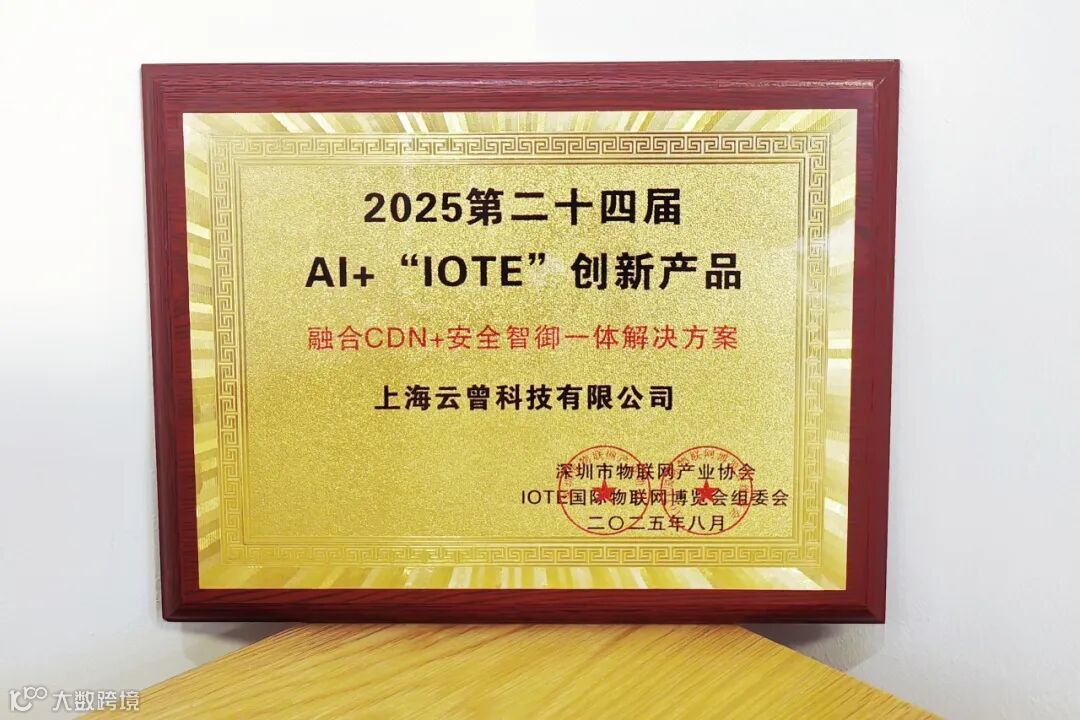 2025第二十四届
AI+“IOTE”创新产品
融合CDN+安全智御一体解决方案
上海云曾科技有限公司
深圳市物联网产业协会
IOTE国际物联网博览会组委会
二〇二五年八月
大数跨境